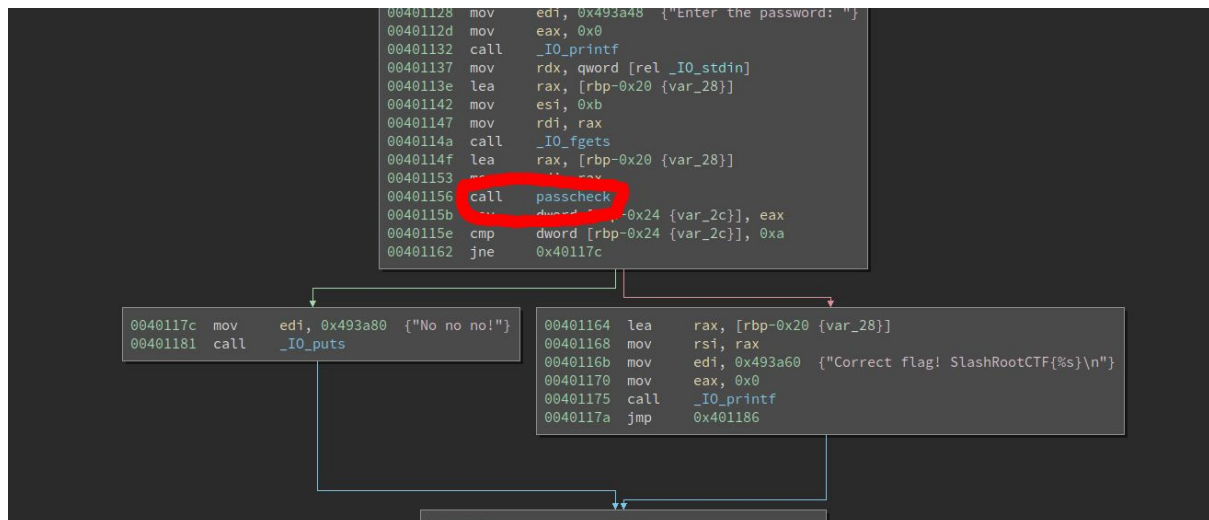 00401128 mov edi, 0x493a48 {"Enter the password: "}
0040112d mov eax, 0x0
00401132 call _IO_printf
00401137 mov rdx, qword [rel _IO_stdin]
0040113e lea rax, [rbp-0x20 {var_28}]
00401142 mov esi, 0xb
00401147 mov rdi, rax
0040114a call _IO_fgets
0040114f lea rax, [rbp-0x20 {var_28}]
00401153
00401156 call passcheck
0040115b dword [rbp-0x24 {var_2c}], eax
0040115e cmp dword [rbp-0x24 {var_2c}], 0xa
00401162 jne 0x40117c
0040117c mov edi, 0x493a80 {"No no no!"}
00401181 call _IO_puts
00401164 lea rax, [rbp-0x20 {var_28}]
00401168 mov rsi, rax
0040116b mov edi, 0x493a60 {"Correct flag! SlashRootCTF{%s}\n"}
00401170 mov eax, 0x0
00401175 call _IO_printf
0040117a jmp 0x401186